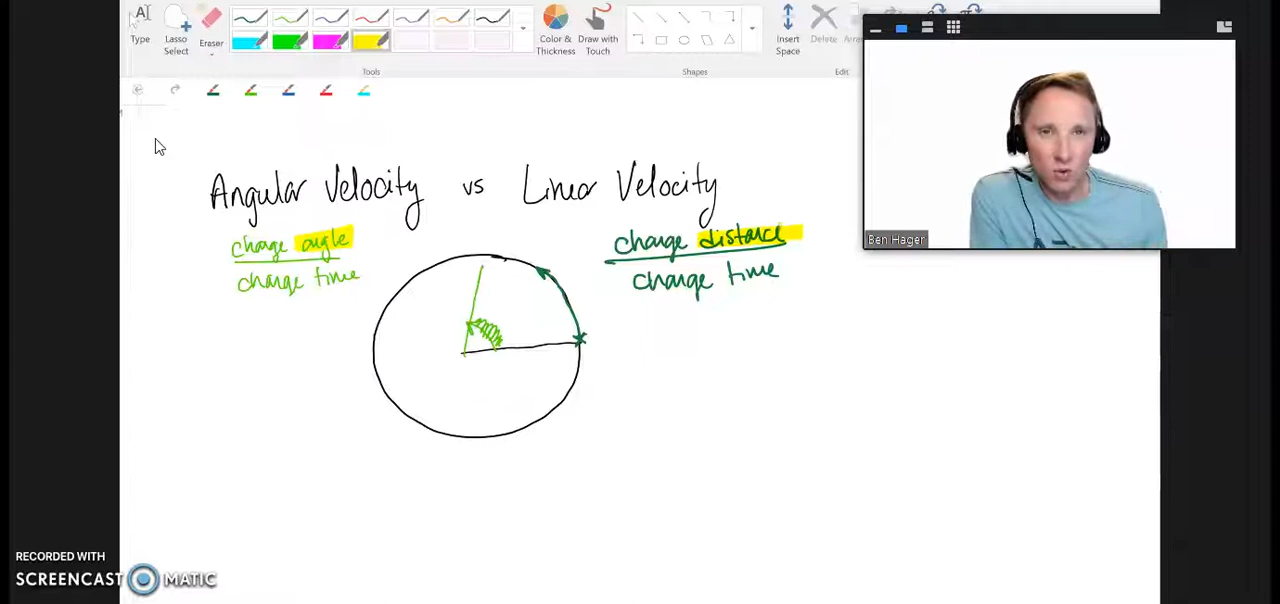 Type
Lasso
Select
Eraser
Color &
Thickness
Draw with
Touch
Insert
Space
Delete
Tools
Shapes
Edit
Angular Velocity vs Linear Velocity
change angle
change time
change distance
change time
Ben Hager
RECORDED WITH
SCREENCAST MATIC